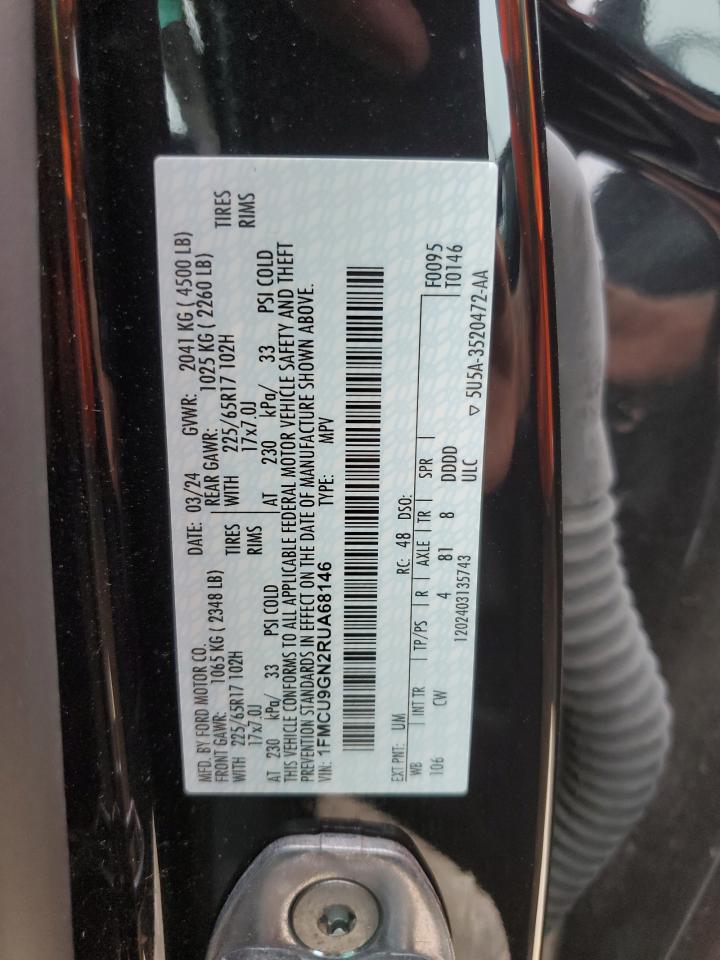 MFD. BY FORD MOTOR CO.
DATE: 03/24 GVWR: 2041 KG ( 4500 LB)
FRONT GAWR: 1065 KG ( 2348 LB) REAR GAWR: 1025 KG ( 2260 LB)
WITH 225/65R17 102H TIRES WITH 225/65R17 102H TIRES
17x7.0J RIMS 17x7.0J RIMS
AT 230 kPa/ 33 PSI COLD AT 230 kPa/ 33 PSI COLD
THIS VEHICLE CONFORMS TO ALL APPLICABLE FEDERAL MOTOR VEHICLE SAFETY AND THEFT
PREVENTION STANDARDS IN EFFECT ON THE DATE OF MANUFACTURE SHOWN ABOVE.
VIN: 1FMCU9GN2RUA68146 TYPE: MPV
EXT PNT: UM RC: 48 DSO: F0095
WB INT TR TP/PS R AXLE TR SPR T0146
106 CW 4 81 8 DDDD
1202403135743 ULC ▽ 5U5A-3520472-AA